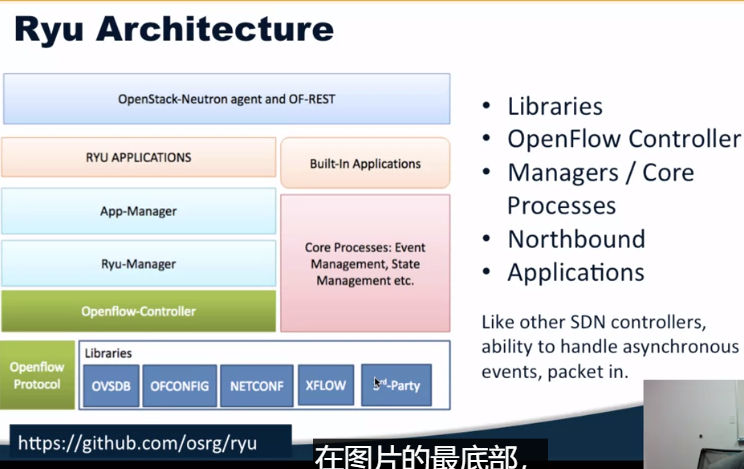 Ryu Architecture
OpenStack-Neutron agent and OF-REST
RYU APPLICATIONS
Built-In Applications
App-Manager
Ryu-Manager
Core Processes: Event
Management, State
Management etc.
Openflow-Controller
Openflow
Protocol
Libraries
OVSDB
OFCONFIG
NETCONF
XFLOW
3rd-Party
• Libraries
• OpenFlow Controller
• Managers / Core
Processes
• Northbound
• Applications
Like other SDN controllers,
ability to handle asynchronous
events, packet in.
https://github.com/osrg/ryu
在图片的最底部，